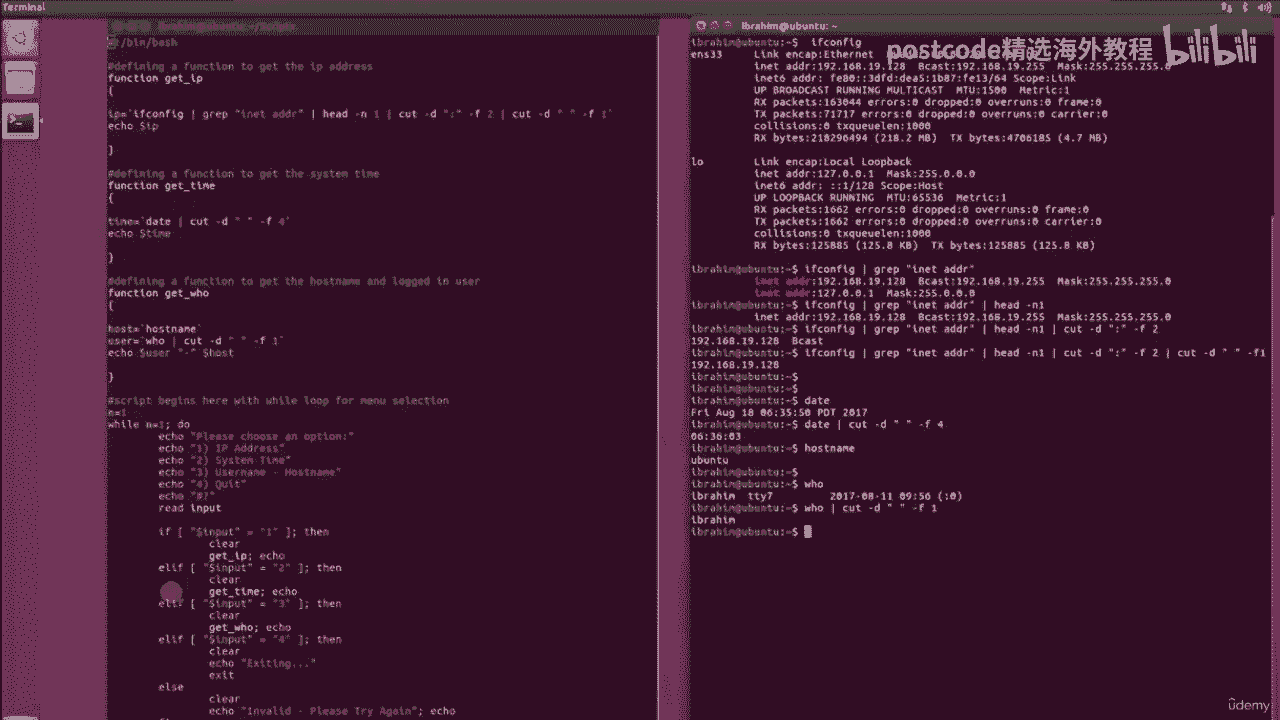 Terminal
#!/bin/bash
#defining a function to get the ip address
function get_ip
{
ip=`ifconfig | grep "inet addr" | head -n 1 | cut -d ":" -f 2 | cut -d " " -f 1`
echo $ip
}
#defining a function to get the system time
function get_time
{
time=`date | cut -d " " -f 4`
echo $time
}
#defining a function to get the hostname and logged in user
function get_who
{
host=`hostname`
user=`who | cut -d " " -f 1`
echo $user "-" $host
}
#script begins here with while loop for menu selection
n=1
while n=1; do
echo "Please choose an option:"
echo "1) IP Address"
echo "2) System Time"
echo "3) Username - Hostname"
echo "4) Quit"
echo "#?"
read input
if [ "$input" = "1" ]; then
clear
get_ip; echo
elif [ "$input" = "2" ]; then
clear
get_time; echo
elif [ "$input" = "3" ]; then
clear
get_who; echo
elif [ "$input" = "4" ]; then
clear
echo "Exiting..."
exit
else
clear
echo "Invalid - Please Try Again"; echo
ibrahim@ubuntu: ~
ibrahim@ubuntu:~$ ifconfig
ens33 Link encap:Ethernet
inet addr:192.168.19.128 Bcast:192.168.19.255 Mask:255.255.255.0
inet6 addr: fe80::3dfd:dea5:1b87:fe13/64 Scope:Link
UP BROADCAST RUNNING MULTICAST MTU:1500 Metric:1
RX packets:163044 errors:0 dropped:0 overruns:0 frame:0
TX packets:71717 errors:0 dropped:0 overruns:0 carrier:0
collisions:0 txqueuelen:1000
RX bytes:218296494 (218.2 MB) TX bytes:4706185 (4.7 MB)
lo Link encap:Local Loopback
inet addr:127.0.0.1 Mask:255.0.0.0
inet6 addr: ::1/128 Scope:Host
UP LOOPBACK RUNNING MTU:65536 Metric:1
RX packets:1662 errors:0 dropped:0 overruns:0 frame:0
TX packets:1662 errors:0 dropped:0 overruns:0 carrier:0
collisions:0 txqueuelen:1000
RX bytes:125885 (125.8 KB) TX bytes:125885 (125.8 KB)
ibrahim@ubuntu:~$ ifconfig | grep "inet addr"
inet addr:192.168.19.128 Bcast:192.168.19.255 Mask:255.255.255.0
inet addr:127.0.0.1 Mask:255.0.0.0
ibrahim@ubuntu:~$ ifconfig | grep "inet addr" | head -n1
inet addr:192.168.19.128 Bcast:192.168.19.255 Mask:255.255.255.0
ibrahim@ubuntu:~$ ifconfig | grep "inet addr" | head -n1 | cut -d ":" -f 2
192.168.19.128 Bcast
ibrahim@ubuntu:~$ ifconfig | grep "inet addr" | head -n1 | cut -d ":" -f 2 | cut -d " " -f1
192.168.19.128
ibrahim@ubuntu:~$
ibrahim@ubuntu:~$
ibrahim@ubuntu:~$ date
Fri Aug 18 06:35:50 PDT 2017
ibrahim@ubuntu:~$ date | cut -d " " -f 4
06:36:03
ibrahim@ubuntu:~$ hostname
ubuntu
ibrahim@ubuntu:~$
ibrahim@ubuntu:~$ who
ibrahim tty7 2017-08-11 09:56 (:0)
ibrahim@ubuntu:~$ who | cut -d " " -f 1
ibrahim
ibrahim@ubuntu:~$
postcode精选海外教程 bilibili
ûdemy